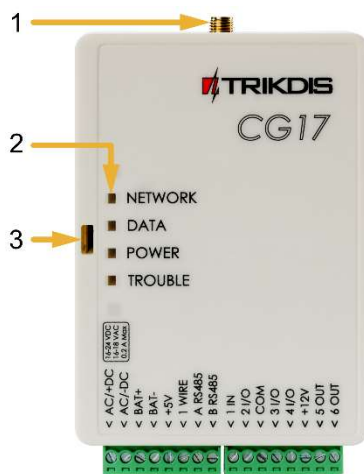 1
TRIKDIS
CG17
2
NETWORK
DATA
3
POWER
TROUBLE
16-24 VDC
16-18 VAC
0.2 A Max
< AC/+DC
< AC/-DC
< BAT+
< BAT-
< +5V
< 1 WIRE
< A RS485
< B RS485
< 1 IN
< 2 I/O
< COM
< 3 I/O
< 4 I/O
< +12V
< 5 OUT
< 6 OUT